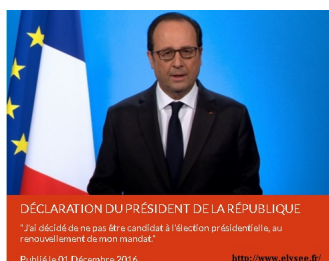 DÉCLARATION DU PRÉSIDENT DE LA RÉPUBLIQUE
"J'ai décidé de ne pas être candidat à l'élection présidentielle, au
renouvellement de mon mandat."
Publié le 01 Décembre 2016
http://www.elysee.fr/